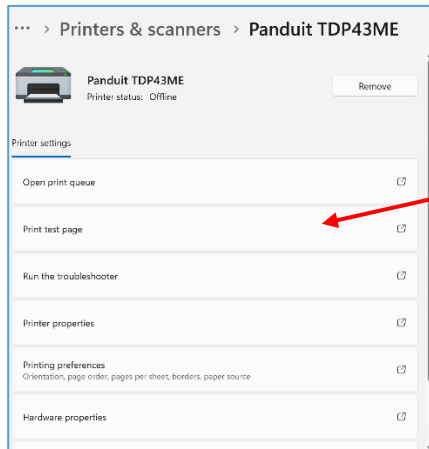 ··· > Printers & scanners > Panduit TDP43ME
Panduit TDP43ME
Printer status: Offline
Remove
Printer settings
Open print queue
Print test page
Run the troubleshooter
Printer properties
Printing preferences
Orientation, page order, pages per sheet, borders, paper source
Hardware properties